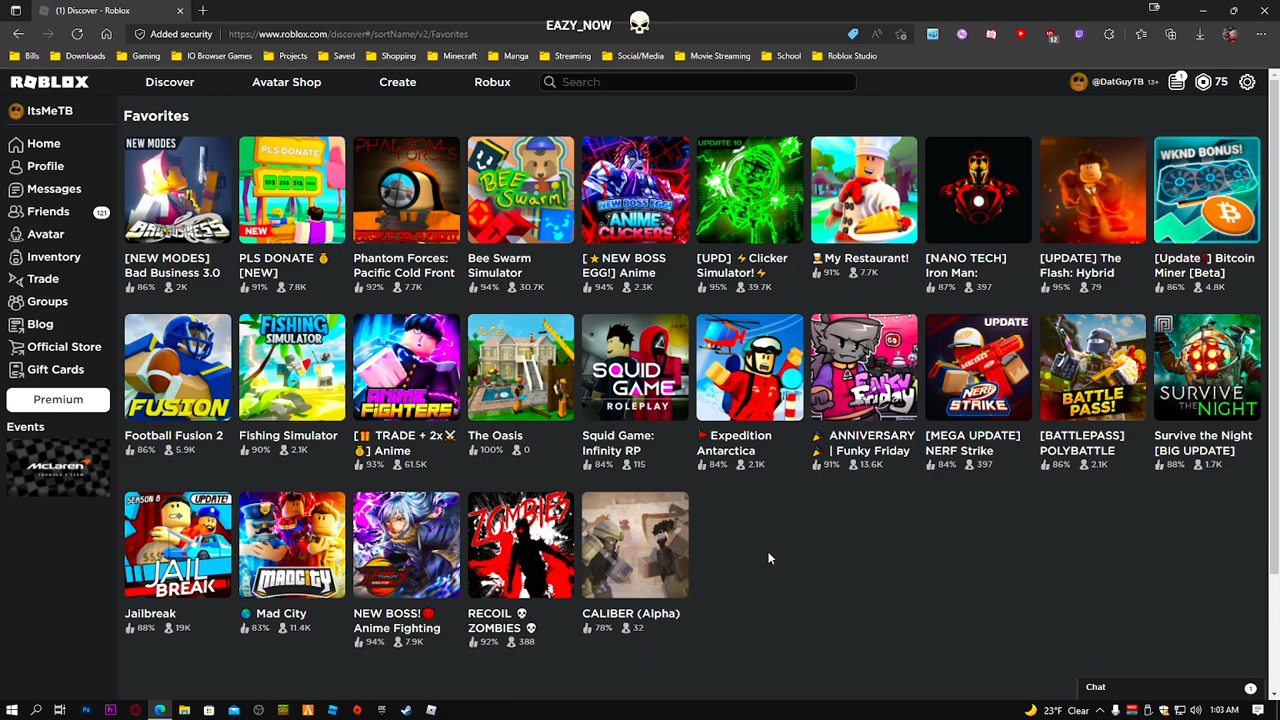 (1) Discover - Roblox
EAZY_NOW
Added security
https://www.roblox.com/discover#/sortName/v2/Favorites
12
Bills
Downloads
Gaming
IO Browser Games
Projects
Saved
Shopping
Minecraft
Manga
Streaming
Social/Media
Movie Streaming
School
Roblox Studio
ROBLOX
Discover
Avatar Shop
Create
Robux
Search
@DatGuyTB 13+
1
75
ItsMeTB
Home
Profile
Messages
Friends
121
Avatar
Inventory
Trade
Groups
Blog
Official Store
Gift Cards
Premium
Events
McLaren
Favorites
NEW MODES
BAD BUSINESS
[NEW MODES]
Bad Business 3.0
86% 2K
PLS DONATE
10$ 25$ 51$
NEW
PLS DONATE 💰
[NEW]
91% 7.8K
PHANTOM FORCES
Phantom Forces:
Pacific Cold Front
92% 7.7K
BEE Swarm!
Bee Swarm
Simulator
94% 30.7K
NEW BOSS EGG!
ANIME
CLICKERS
[⭐NEW BOSS
EGG!] Anime
94% 2.3K
UPDATE 10
[UPD] ⚡Clicker
Simulator!⚡
95% 39.7K
My Restaurant!
91% 7.7K
[NANO TECH]
Iron Man:
87% 397
[UPDATE] The
Flash: Hybrid
95% 79
WKND BONUS!
[Update❗] Bitcoin
Miner [Beta]
86% 4.8K
FUSION
Football Fusion 2
86% 5.9K
FISHING
SIMULATOR
Fishing Simulator
90% 2.1K
ANIME
FIGHTERS
[🎁 TRADE + 2x⚔
💰] Anime
93% 61.5K
The Oasis
100% 0
SQUID
GAME
ROLEPLAY
Squid Game:
Infinity RP
84% 115
🚩Expedition
Antarctica
84% 2.1K
Funky Friday
🎉 ANNIVERSARY
🎉 | Funky Friday
91% 13.6K
UPDATE
NERF
STRIKE
[MEGA UPDATE]
NERF Strike
84% 397
BATTLE
PASS!
[BATTLEPASS]
POLYBATTLE
86% 2.1K
SURVIVE
THE NIGHT
Survive the Night
[BIG UPDATE]
88% 1.7K
SEASON 8
UPDATE!
JAIL
BREAK
Jailbreak
88% 19K
MADCITY
🌎 Mad City
83% 11.4K
NEW BOSS!👹
Anime Fighting
94% 7.9K
ZOMBIES
RECOIL 💀
ZOMBIES 💀
92% 388
CALIBER (Alpha)
78% 32
Chat
1
23°F Clear
1:03 AM